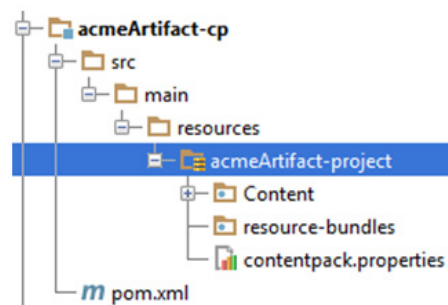 acmeArtifact-cp
src
main
resources
acmeArtifact-project
Content
resource-bundles
contentpack.properties
m pom.xml